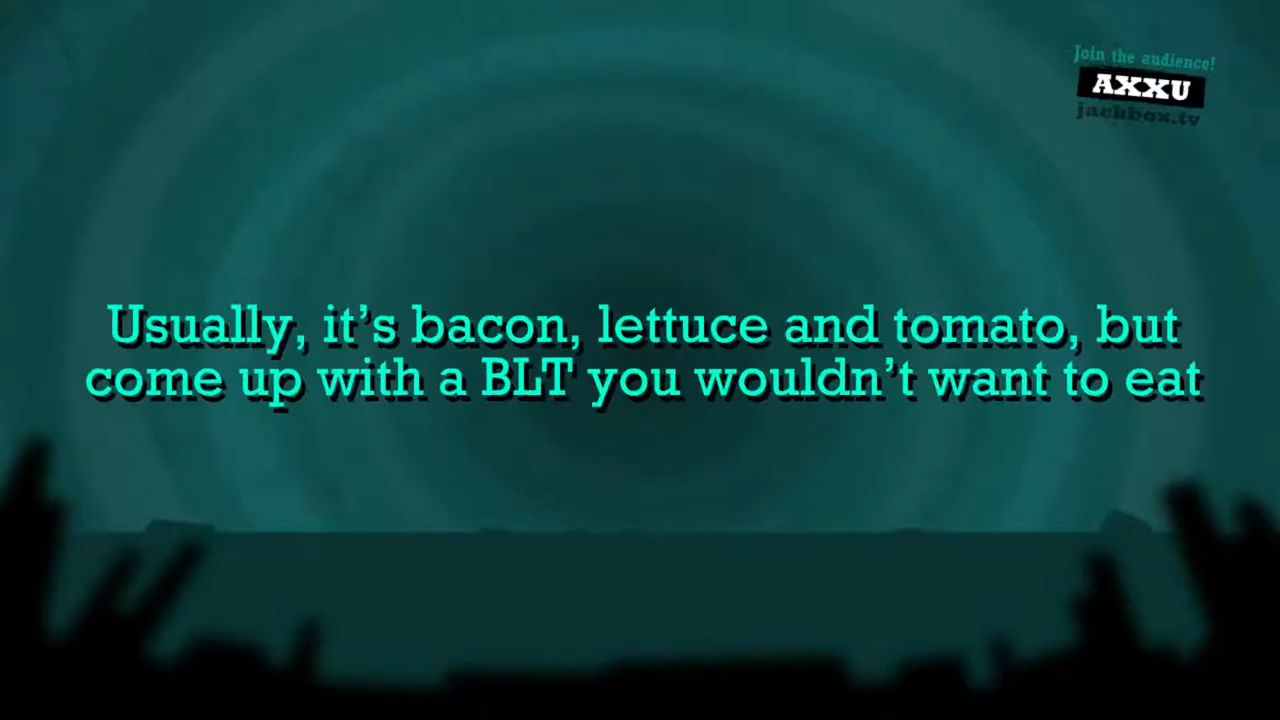 Join the audience!
AXXU
jackbox.tv
Usually, it’s bacon, lettuce and tomato, but
come up with a BLT you wouldn’t want to eat